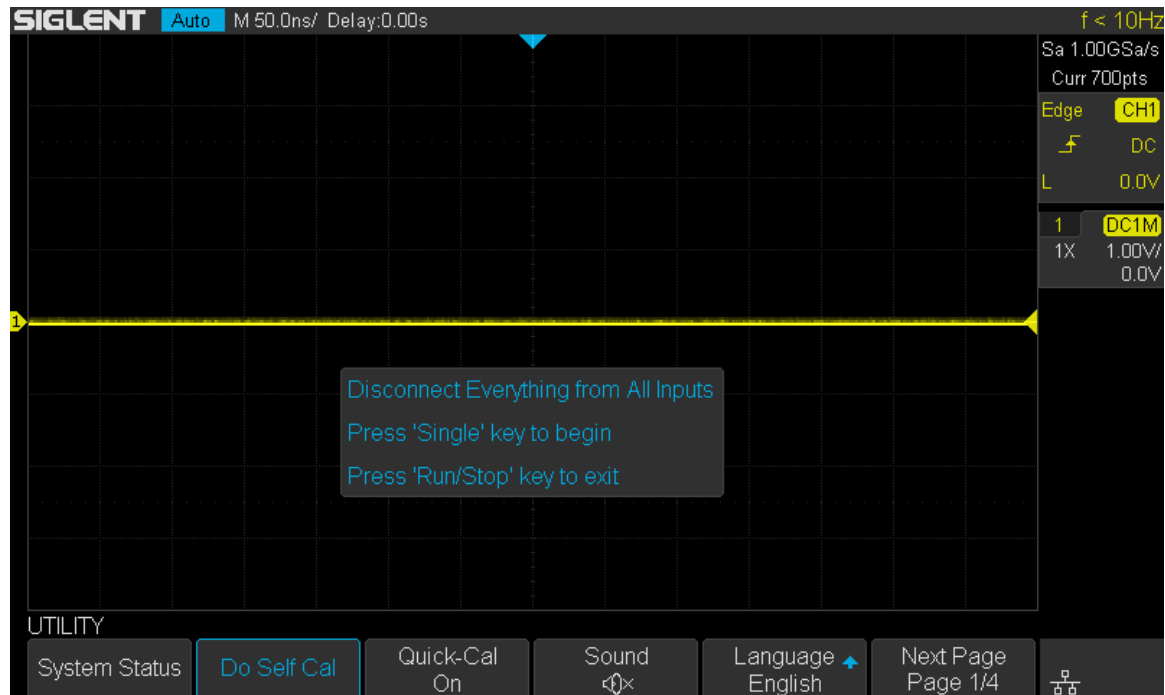 SIGLENT Auto M 50.0ns/ Delay:0.00s f < 10Hz
Sa 1.00GSa/s
Curr 700pts
Edge CH1
DC
L 0.0V
1 DC1M
1X 1.00V/
0.0V
1
Disconnect Everything from All Inputs
Press 'Single' key to begin
Press 'Run/Stop' key to exit
UTILITY
System Status
Do Self Cal
Quick-Cal
On
Sound
Language
English
Next Page
Page 1/4